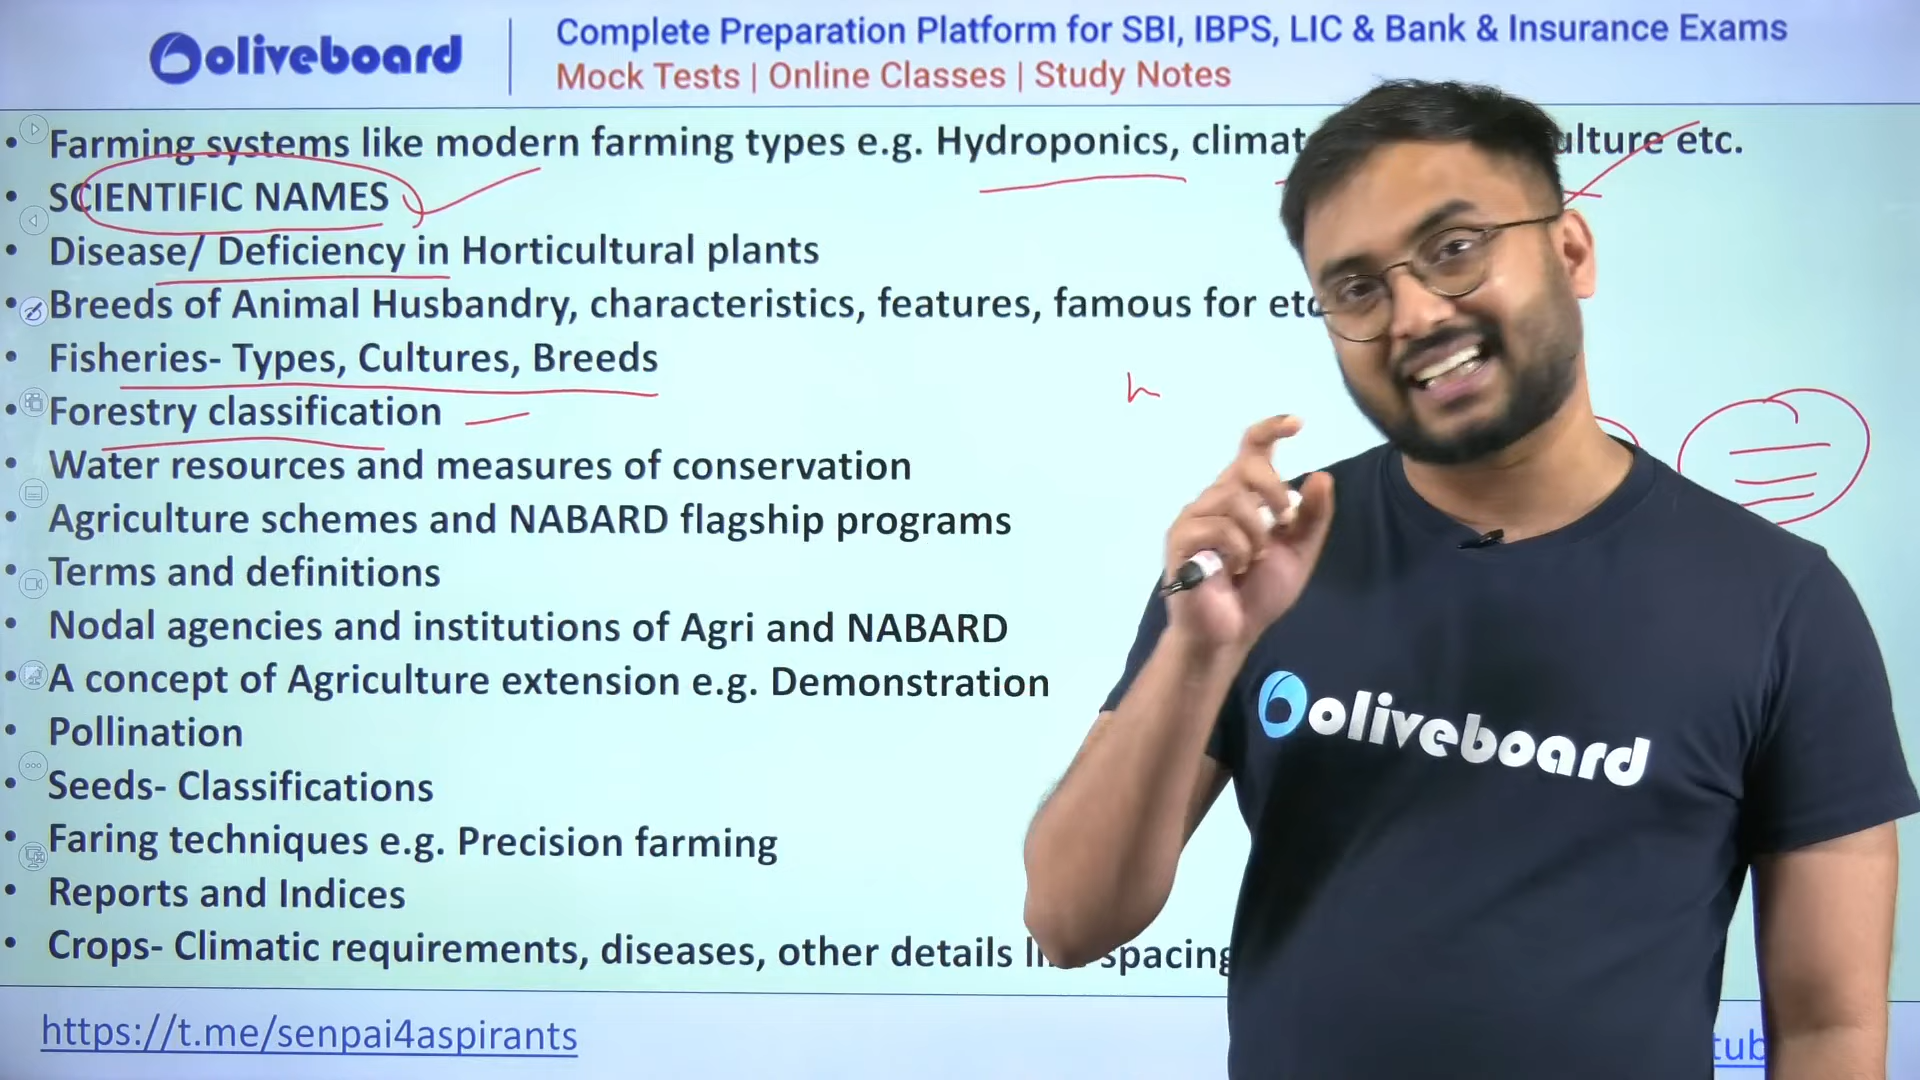 oliveboard
Complete Preparation Platform for SBI, IBPS, LIC & Bank & Insurance Exams
Mock Tests | Online Classes | Study Notes
• Farming systems like modern farming types e.g. Hydroponics, climat ulture etc.
• SCIENTIFIC NAMES
• Disease/ Deficiency in Horticultural plants
• Breeds of Animal Husbandry, characteristics, features, famous for etc
• Fisheries- Types, Cultures, Breeds
• Forestry classification
• Water resources and measures of conservation
• Agriculture schemes and NABARD flagship programs
• Terms and definitions
• Nodal agencies and institutions of Agri and NABARD
• A concept of Agriculture extension e.g. Demonstration
• Pollination
• Seeds- Classifications
• Faring techniques e.g. Precision farming
• Reports and Indices
• Crops- Climatic requirements, diseases, other details spacing
oliveboard
https://t.me/senpai4aspirants
tub